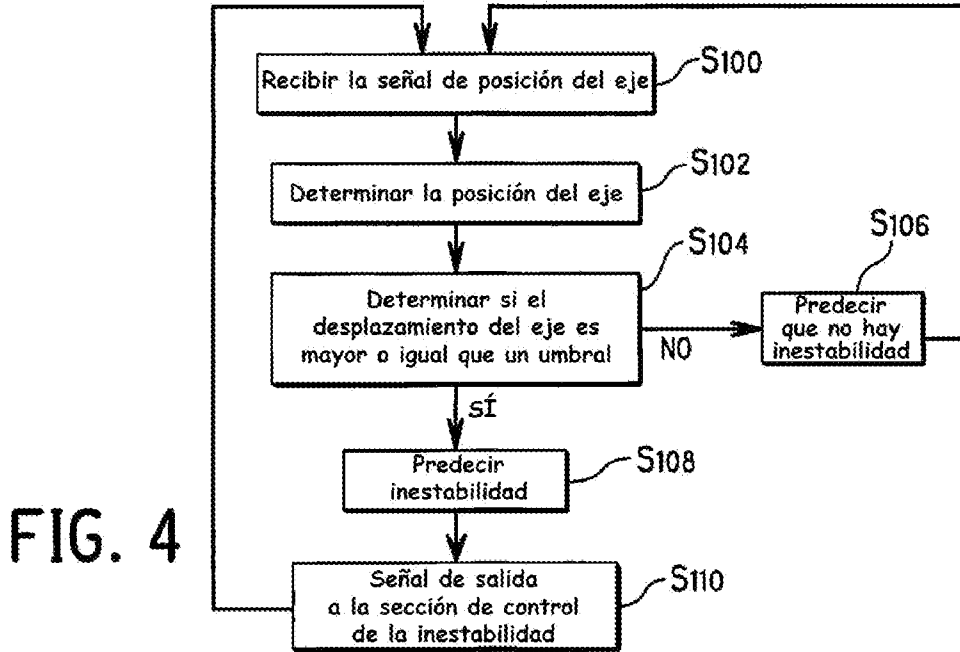 Recibir la señal de posición del eje
S100
Determinar la posición del eje
S102
Determinar si el
desplazamiento del eje es
mayor o igual que un umbral
S104
NO
Predecir
que no hay
inestabilidad
S106
SÍ
Predecir
inestabilidad
S108
Señal de salida
a la sección de control
de la inestabilidad
S110
FIG. 4